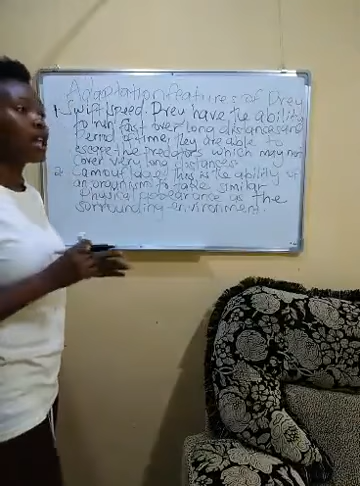 Adaptation features of Prey
1. Swift speed. Prey have the ability
to run fast over long distances and
period of time, they are able to
escape the predators which may not
cover very long distances.
2. Camouflage: this is the ability of
an organisms to take similar
Physical appearance as the
surrounding environment.